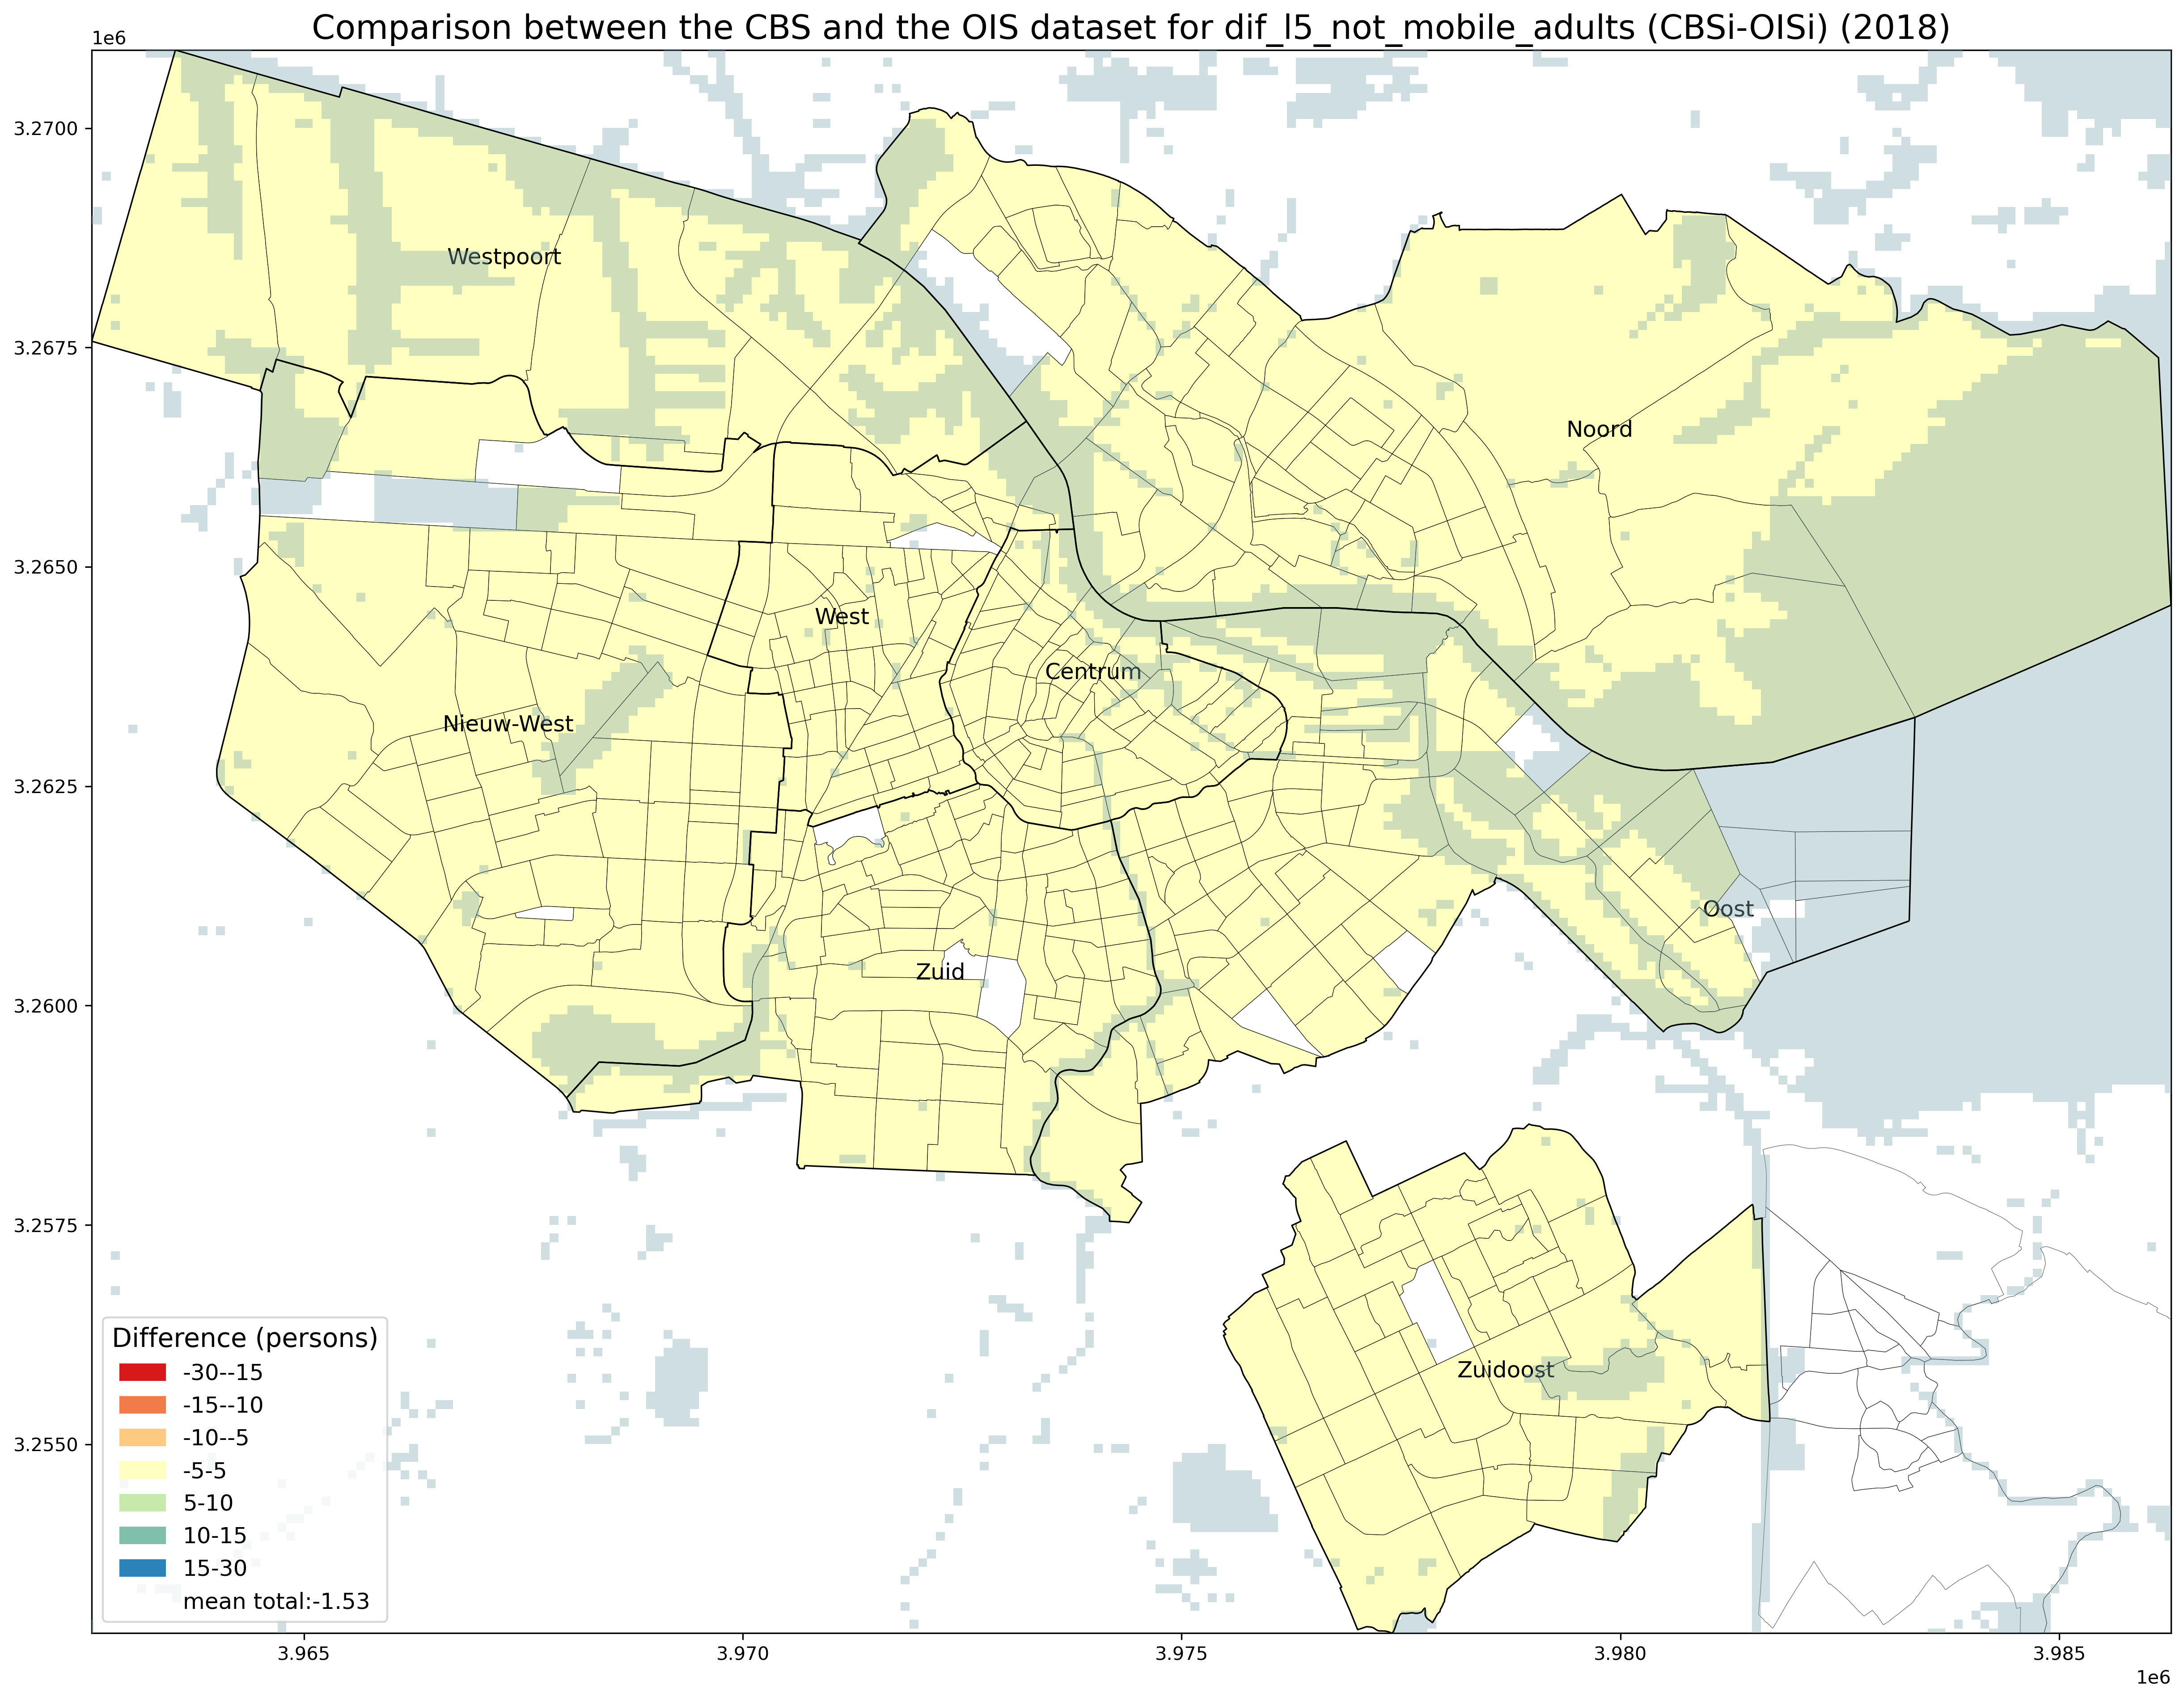 Comparison between the CBS and the OIS dataset for dif_l5_not_mobile_adults (CBSi-OISi) (2018)
1e6
3.2700
3.2675
3.2650
3.2625
3.2600
3.2575
3.2550
Westpoort
Noord
West
Centrum
Nieuw-West
Oost
Zuid
Zuidoost
Difference (persons)
-30--15
-15--10
-10--5
-5-5
5-10
10-15
15-30
mean total:-1.53
3.965
3.970
3.975
3.980
3.985
1e6